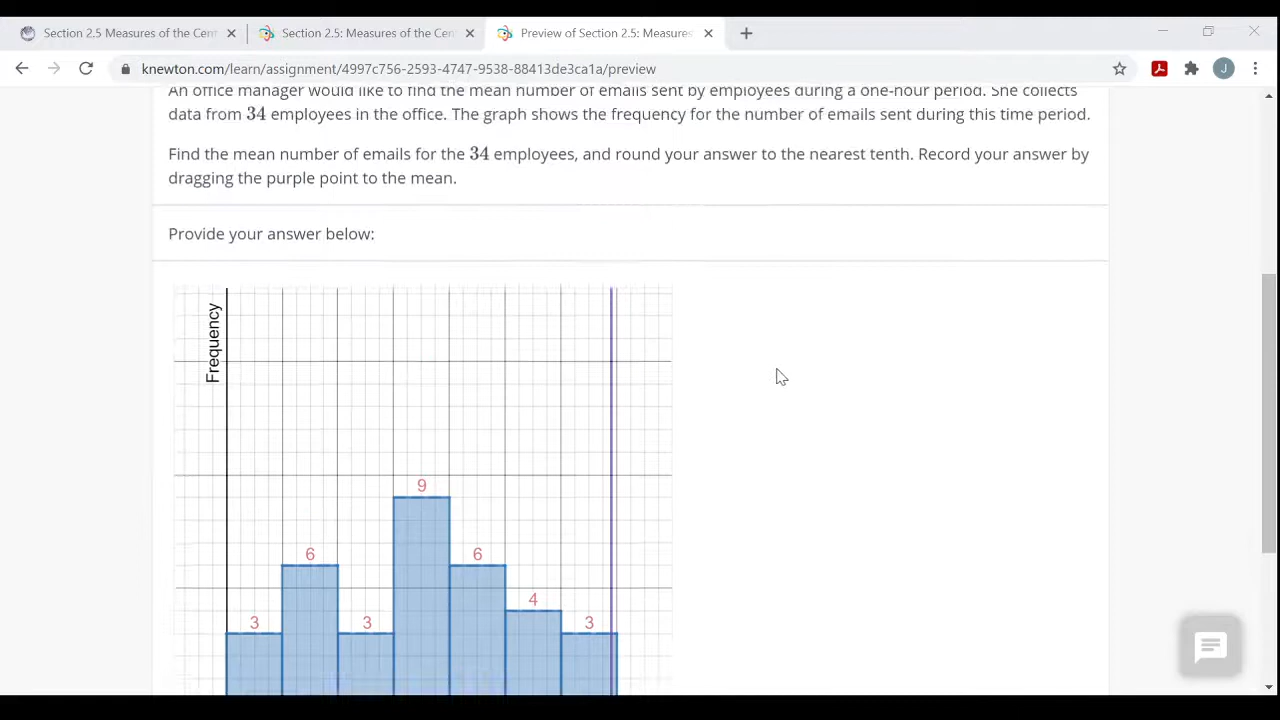 Section 2.5 Measures of the Cent
Section 2.5: Measures of the Cen
Preview of Section 2.5: Measures
knewton.com/learn/assignment/4997c756-2593-4747-9538-88413de3ca1a/preview
J
An office manager would like to find the mean number of emails sent by employees during a one-hour period. She collects
data from 34 employees in the office. The graph shows the frequency for the number of emails sent during this time period.
Find the mean number of emails for the 34 employees, and round your answer to the nearest tenth. Record your answer by
dragging the purple point to the mean.
Provide your answer below:
Frequency
9
6
6
4
3
3
3